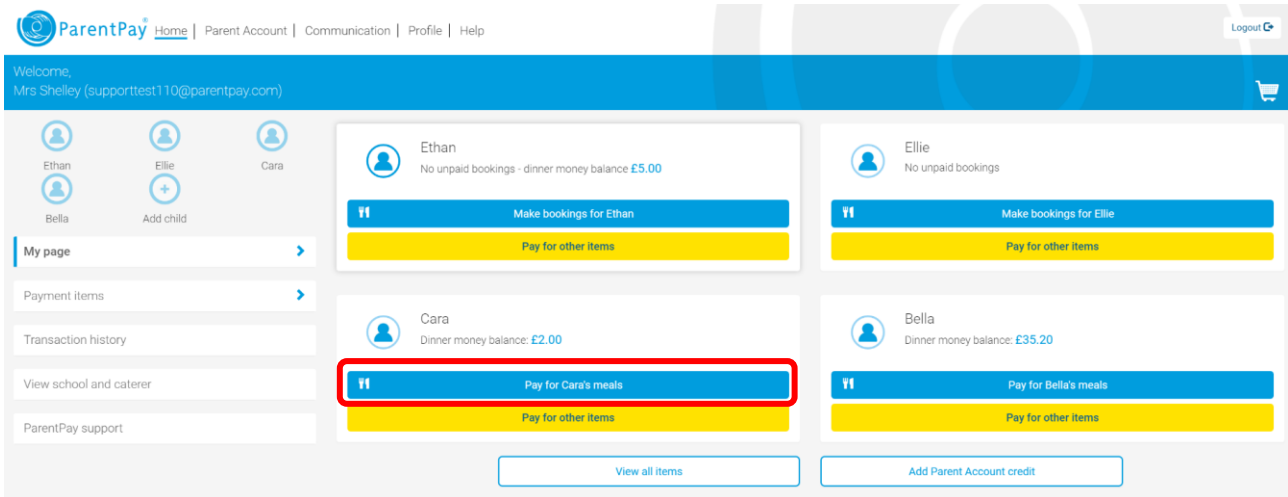 ParentPay®
Home | Parent Account | Communication | Profile | Help
Logout
Welcome,
Mrs Shelley (supporttest110@parentpay.com)
Ethan
Ellie
Cara
Bella
Add child
My page
Payment items
Transaction history
View school and caterer
ParentPay support
Ethan
No unpaid bookings - dinner money balance £5.00
Make bookings for Ethan
Pay for other items
Ellie
No unpaid bookings
Make bookings for Ellie
Pay for other items
Cara
Dinner money balance: £2.00
Pay for Cara's meals
Pay for other items
Bella
Dinner money balance: £35.20
Pay for Bella's meals
Pay for other items
View all items
Add Parent Account credit